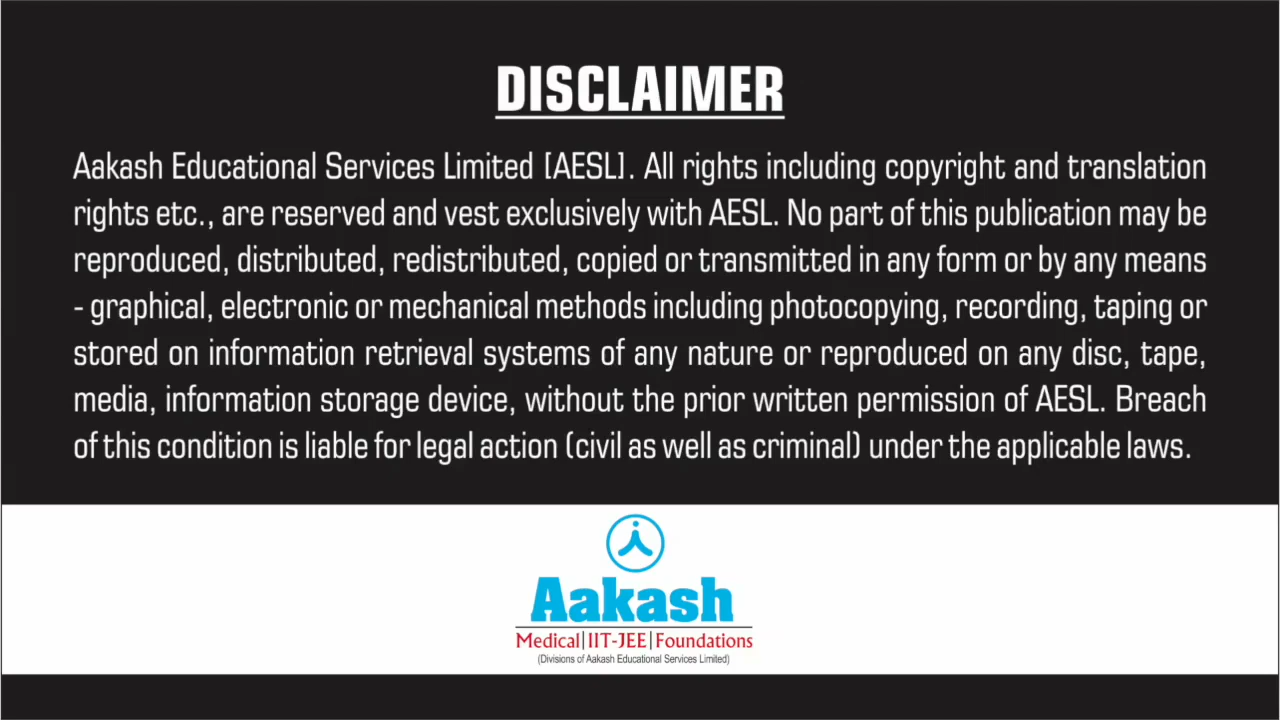 DISCLAIMER
Aakash Educational Services Limited [AESL]. All rights including copyright and translation
rights etc., are reserved and vest exclusively with AESL. No part of this publication may be
reproduced, distributed, redistributed, copied or transmitted in any form or by any means
- graphical, electronic or mechanical methods including photocopying, recording, taping or
stored on information retrieval systems of any nature or reproduced on any disc, tape,
media, information storage device, without the prior written permission of AESL. Breach
of this condition is liable for legal action (civil as well as criminal) under the applicable laws.
Aakash
Medical|IIT-JEE|Foundations
(Divisions of Aakash Educational Services Limited)